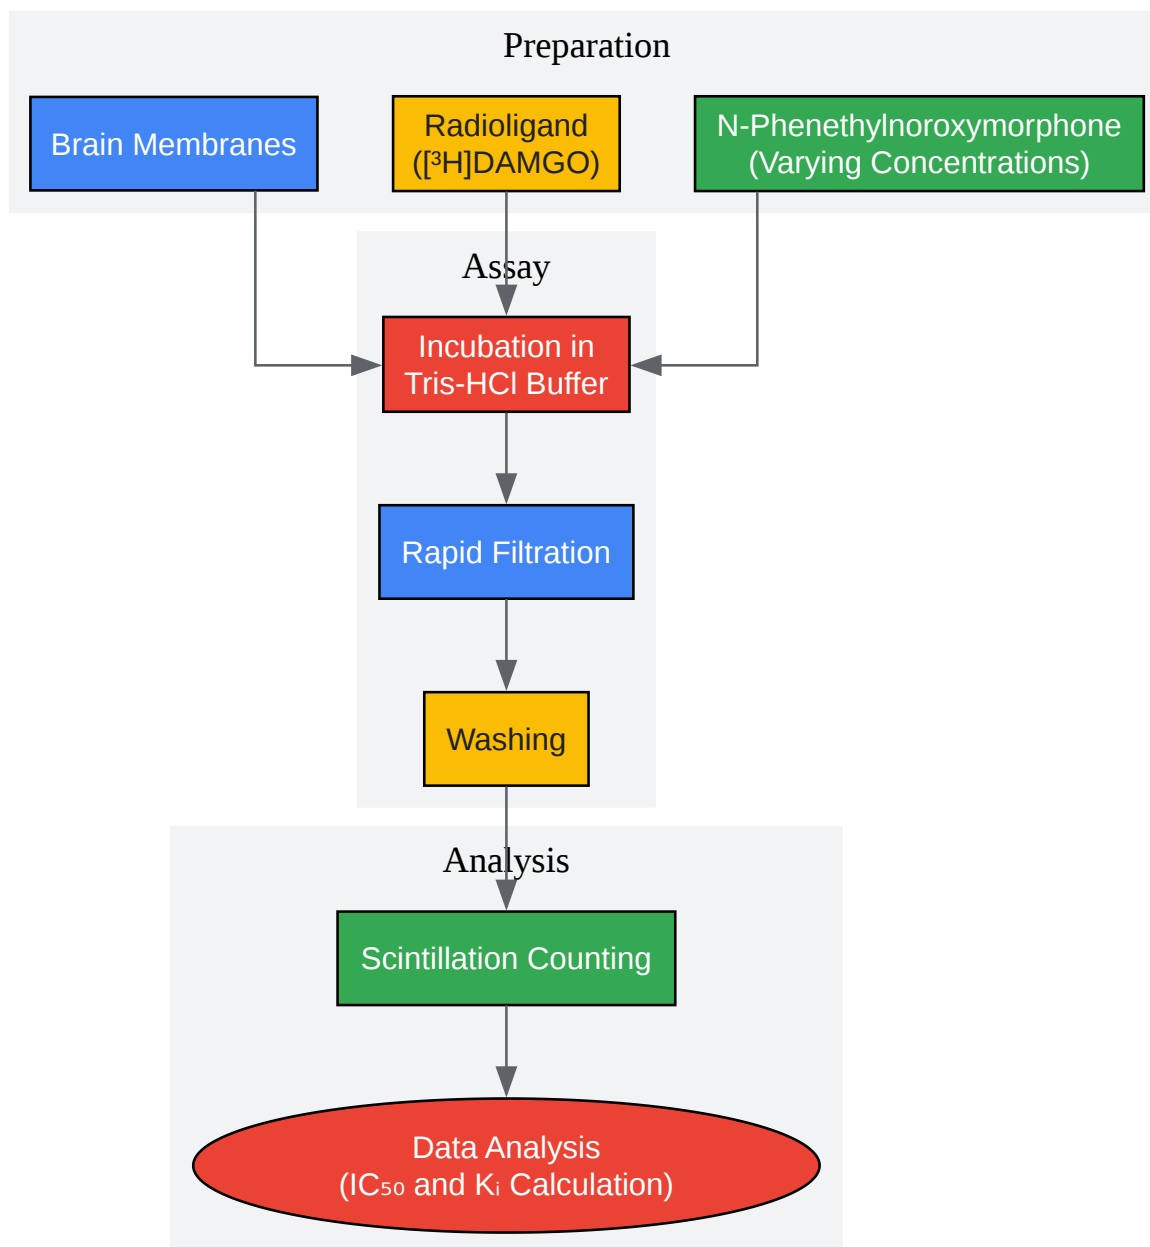 Preparation
Brain Membranes
Radioligand
([³H]DAMGO)
N-Phenethylnoroxymorphone
(Varying Concentrations)
Assay
Incubation in
Tris-HCl Buffer
Rapid Filtration
Washing
Analysis
Scintillation Counting
Data Analysis
(IC₅₀ and Kᵢ Calculation)